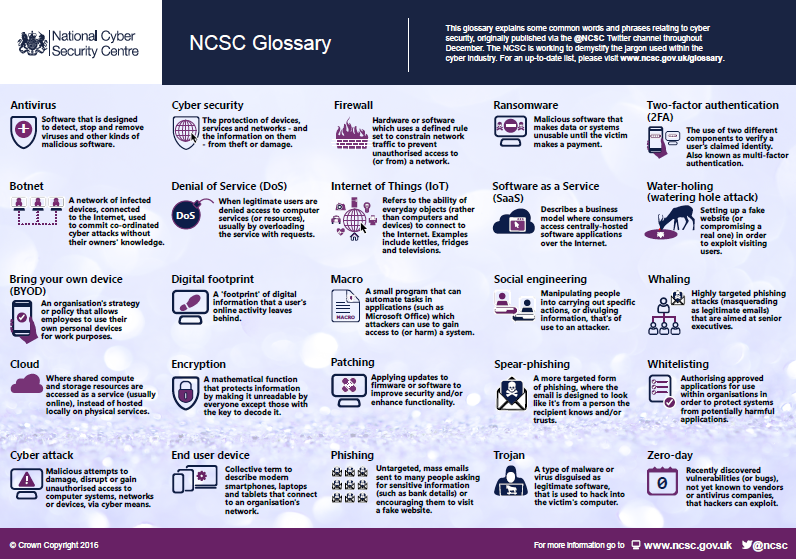 National Cyber
Security Centre
NCSC Glossary
This glossary explains some common words and phrases relating to cyber
security, originally published via the @NCSC Twitter channel throughout
December. The NCSC is working to demystify the jargon used within the
cyber industry. For an up-to-date list, please visit www.ncsc.gov.uk/glossary.
Antivirus
Software that is designed
to detect, stop and remove
viruses and other kinds of
malicious software.
Cyber security
The protection of devices,
services and networks - and
the information on them
- from theft or damage.
Firewall
Hardware or software
which uses a defined rule
set to constrain network
traffic to prevent
unauthorised access to
(or from) a network.
Ransomware
Malicious software that
makes data or systems
unusable until the victim
makes a payment.
Two-factor authentication
(2FA)
The use of two different
components to verify a
user's claimed identity.
Also known as multi-factor
authentication.
Botnet
A network of infected
devices, connected
to the Internet, used
to commit co-ordinated
cyber attacks without
their owners' knowledge.
Denial of Service (DoS)
DoS
When legitimate users are
denied access to computer
services (or resources),
usually by overloading
the service with requests.
Internet of Things (IoT)
Refers to the ability of
everyday objects (rather
than computers and
devices) to connect to
the Internet. Examples
include kettles, fridges
and televisions.
Software as a Service
(SaaS)
Describes a business
model where consumers
access centrally-hosted
software applications
over the Internet.
Water-holing
(watering hole attack)
Setting up a fake
website (or
compromising a
real one) in order
to exploit visiting
users.
Bring your own device
(BYOD)
An organisation's strategy
or policy that allows
employees to use their
own personal devices
for work purposes.
Digital footprint
A 'footprint' of digital
information that a user's
online activity leaves
behind.
Macro
MACRO
A small program that can
automate tasks in
applications (such as
Microsoft Office) which
attackers can use to gain
access to (or harm) a system.
Social engineering
Manipulating people
into carrying out specific
actions, or divulging
information, that's of
use to an attacker.
Whaling
Highly targeted phishing
attacks (masquerading
as legitimate emails)
that are aimed at senior
executives.
Cloud
Where shared compute
and storage resources are
accessed as a service (usually
online), instead of hosted
locally on physical services.
Encryption
A mathematical function
that protects information
by making it unreadable by
everyone except those with
the key to decode it.
Patching
Applying updates to
firmware or software to
improve security and/or
enhance functionality.
Spear-phishing
A more targeted form
of phishing, where the
email is designed to look
like it's from a person the
recipient knows and/or
trusts.
Whitelisting
Authorising approved
applications for use
within organisations in
order to protect systems
from potentially harmful
applications.
Cyber attack
Malicious attempts to
damage, disrupt or gain
unauthorised access to
computer systems, networks
or devices, via cyber means.
End user device
Collective term to
describe modern
smartphones, laptops
and tablets that connect
to an organisation's
network.
Phishing
Untargeted, mass emails
sent to many people asking
for sensitive information
(such as bank details) or
encouraging them to visit
a fake website.
Trojan
A type of malware or
virus disguised as
legitimate software,
that is used to hack into
the victim's computer.
Zero-day
0
Recently discovered
vulnerabilities (or bugs),
not yet known to vendors
or antivirus companies,
that hackers can exploit.
© Crown Copyright 2016
For more information go to www.ncsc.gov.uk @ncsc